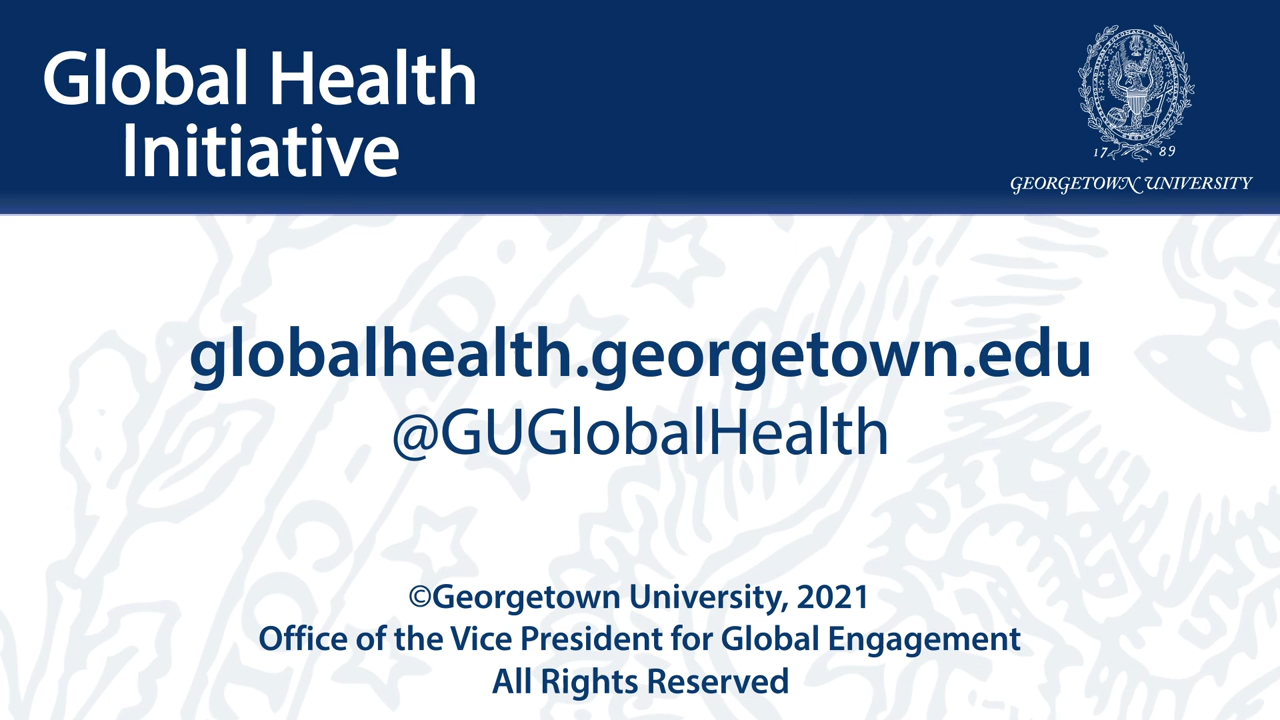 Global Health
Initiative
17 89
GEORGETOWN UNIVERSITY
globalhealth.georgetown.edu
@GUGlobalHealth
©Georgetown University, 2021
Office of the Vice President for Global Engagement
All Rights Reserved